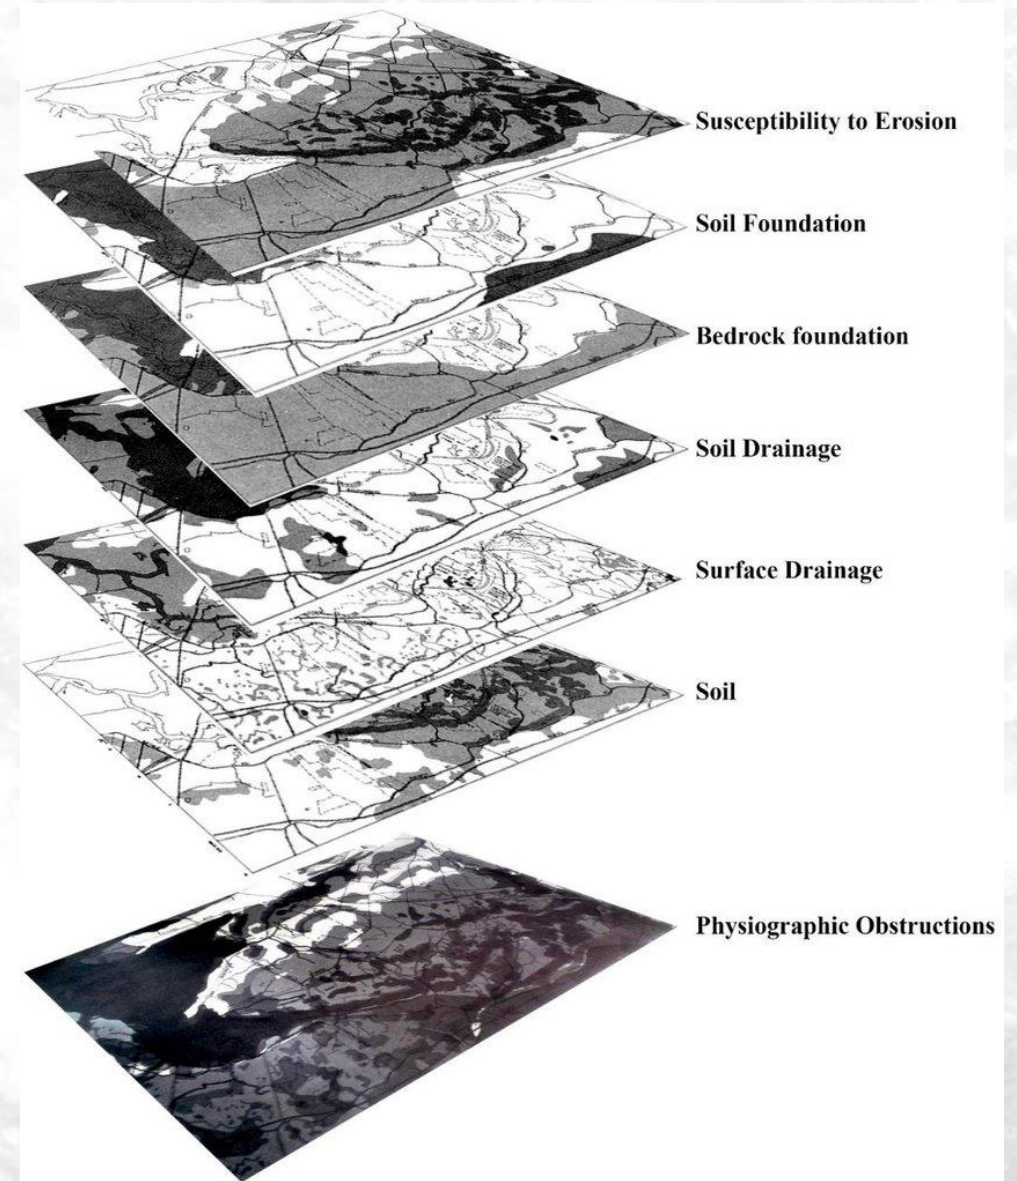 Susceptibility to Erosion
Soil Foundation
Bedrock foundation
Soil Drainage
Surface Drainage
Soil
Physiographic Obstructions